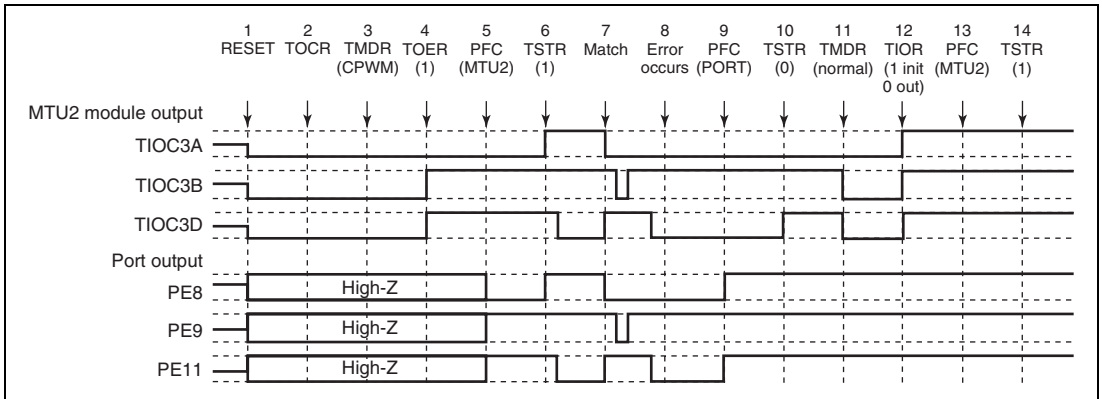 1 2 3 4 5 6 7 8 9 10 11 12 13 14
RESET TOCR TMDR TOER PFC TSTR Match Error PFC TSTR TMDR TIOR PFC TSTR
(CPWM) (1) (MTU2) (1) occurs (PORT) (0) (normal) (1 init (MTU2) (1)
0 out)
MTU2 module output
TIOC3A
TIOC3B
TIOC3D
Port output
PE8 High-Z
PE9 High-Z
PE11 High-Z